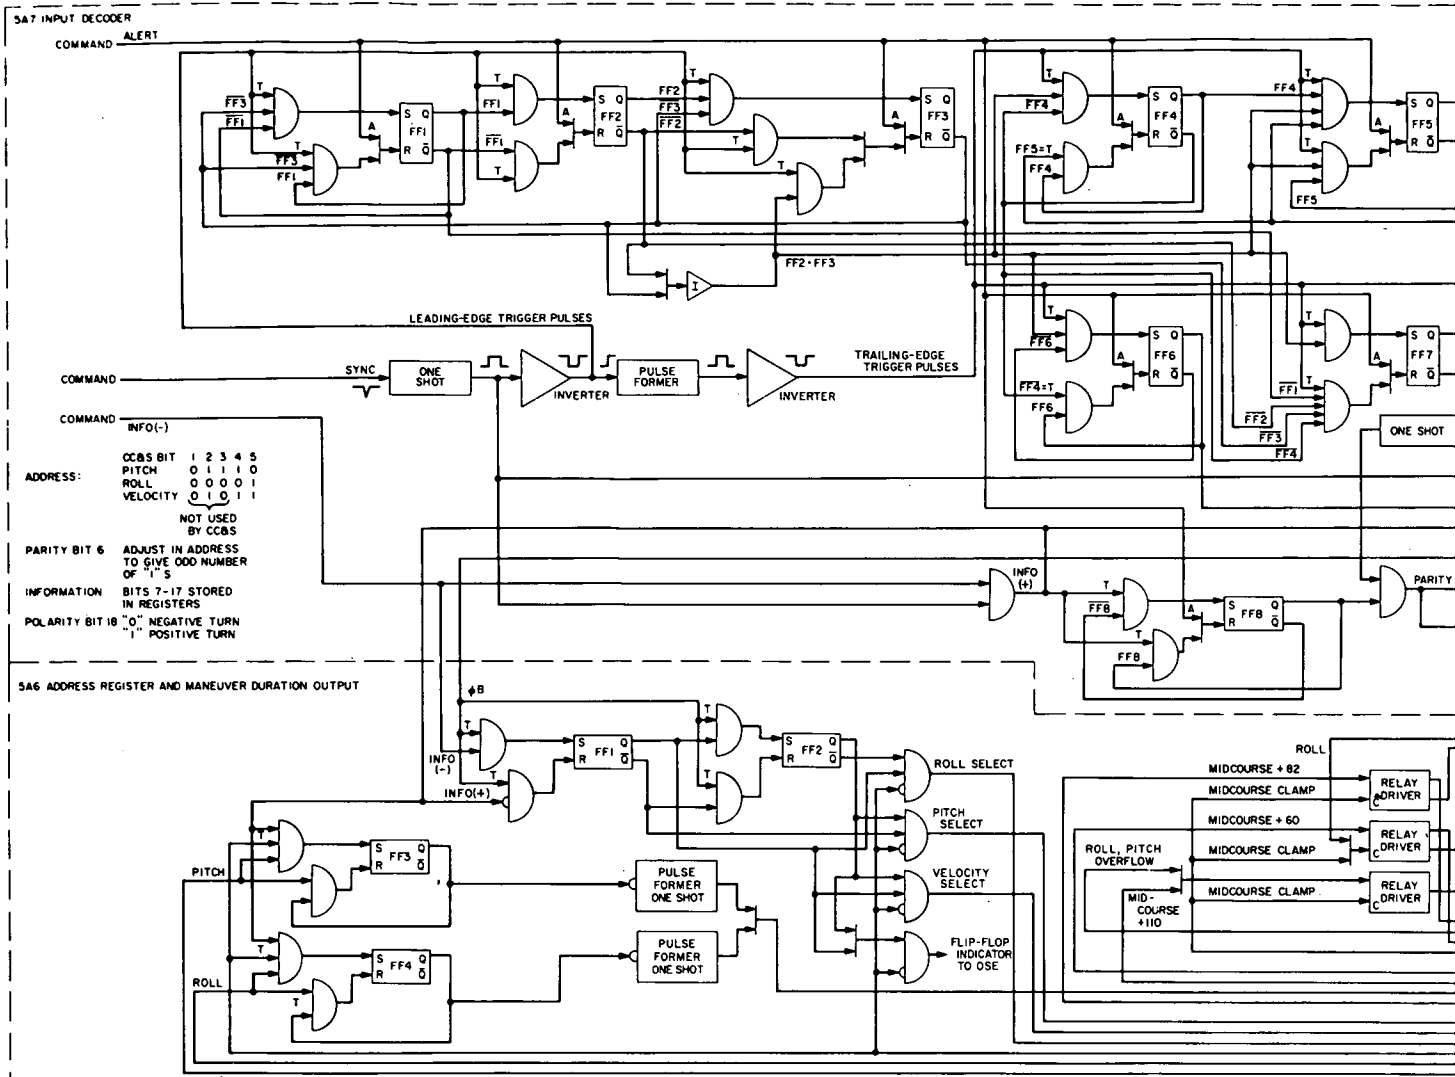 5A7 INPUT DECODER
COMMAND ALERT
T T T T T
FF3
FF1
S Q
FF1
R Q
A
T
FF3
FF1
T
FF1
FF1
T
S Q
FF2
R Q
A
T
FF2
FF3
FF2
T
T
S Q
FF3
R Q
A
FF4
S Q
FF4
R Q
A
FF5=T
FF4
FF4
T
S Q
FF5
R Q
A
FF5
I
FF2·FF3
LEADING-EDGE TRIGGER PULSES
COMMAND
SYNC
ONE SHOT
INVERTER
PULSE FORMER
INVERTER
TRAILING-EDGE TRIGGER PULSES
T
FF6
S Q
FF6
R Q
A
FF4=T
FF6
T
T
S Q
FF7
R Q
A
FF1
FF2
FF3
FF4
ONE SHOT
COMMAND
INFO(-)
CC&S BIT 1 2 3 4 5
ADDRESS: PITCH 0 1 1 1 0
ROLL 0 0 0 0 1
VELOCITY 0 1 0 1 1
NOT USED
BY CC&S
PARITY BIT 6 ADJUST IN ADDRESS
TO GIVE ODD NUMBER
OF "1" S
INFORMATION BITS 7-17 STORED
IN REGISTERS
POLARITY BIT 18 "0" NEGATIVE TURN
"1" POSITIVE TURN
INFO
(+)
T
FF8
T
FF8
A
S Q
FF8
R Q
PARITY
5A6 ADDRESS REGISTER AND MANEUVER DURATION OUTPUT
φB
T
INFO
(-)
T
INFO(+)
S Q
FF1
R Q
T
T
S Q
FF2
R Q
ROLL SELECT
PITCH
SELECT
VELOCITY
SELECT
FLIP-FLOP
INDICATOR
TO OSE
PITCH
T
S Q
FF3
R Q
PULSE
FORMER
ONE SHOT
ROLL
T
T
S Q
FF4
R Q
PULSE
FORMER
ONE SHOT
ROLL
MIDCOURSE +82
MIDCOURSE CLAMP
C
RELAY
DRIVER
MIDCOURSE +60
MIDCOURSE CLAMP
C
RELAY
DRIVER
ROLL, PITCH
OVERFLOW
MIDCOURSE CLAMP
C
RELAY
DRIVER
MID-
COURSE
+110